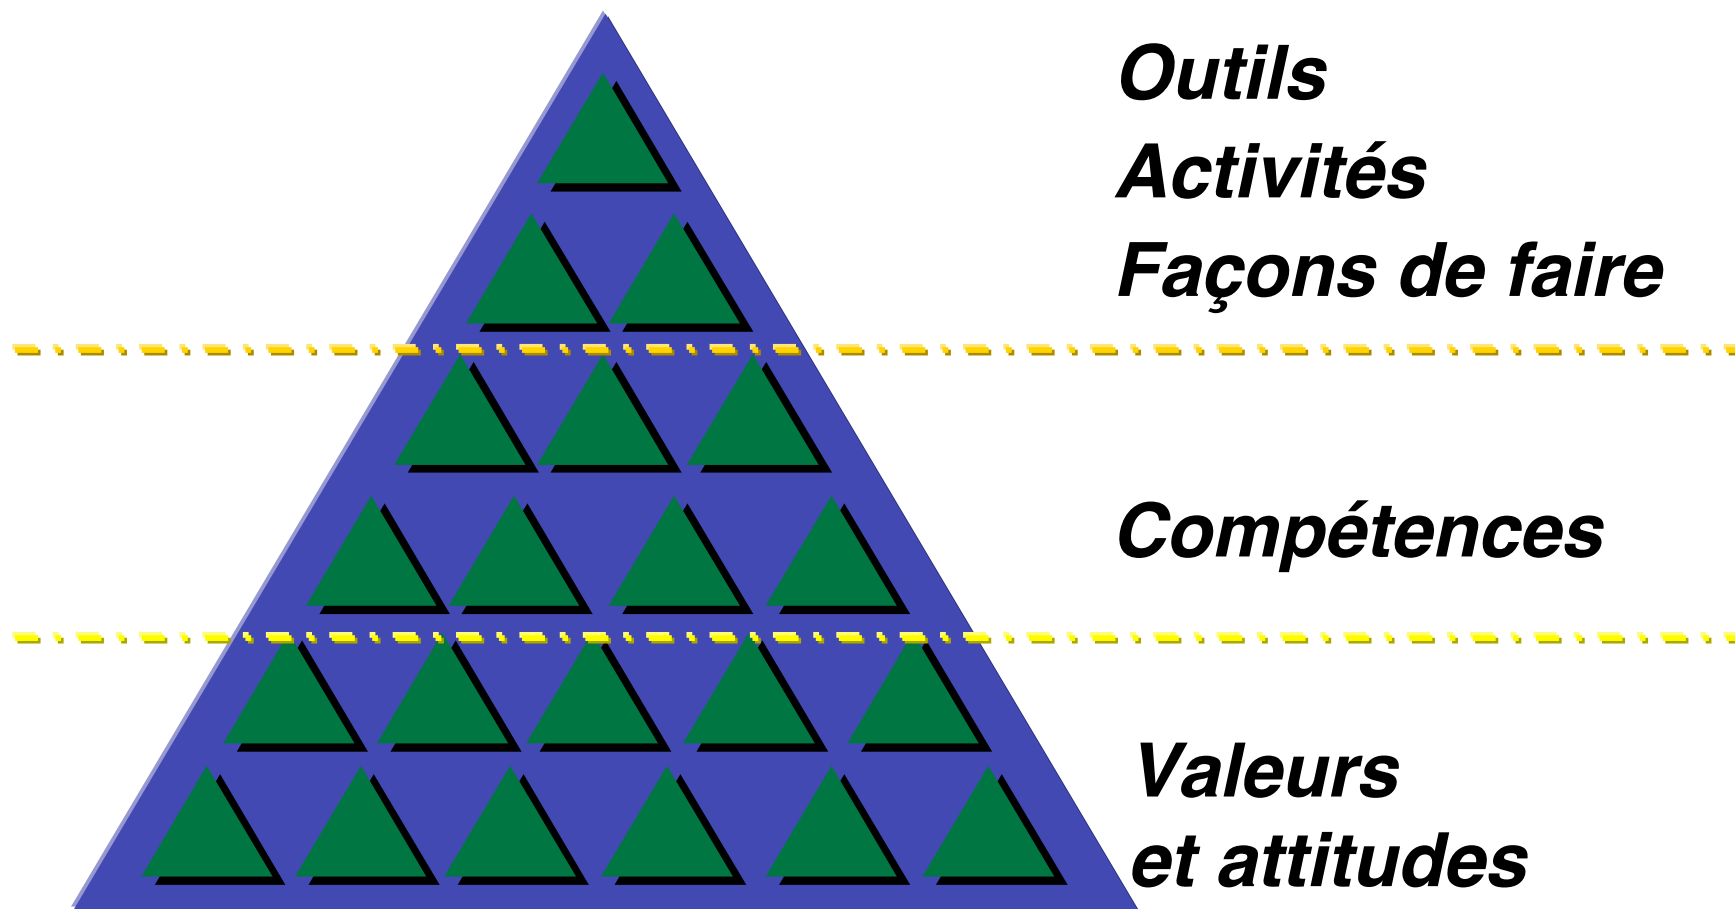 Outils
Activités
Façons de faire
Compétences
Valeurs
et attitudes